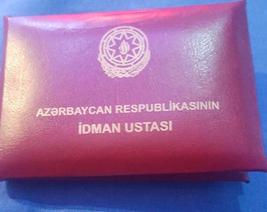 AZƏRBAYCAN RESPUBLİKASININ
İDMAN USTASI